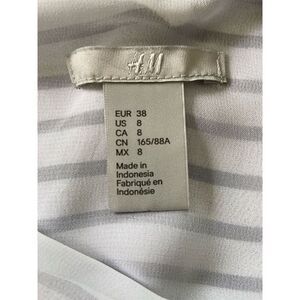 H&M
EUR 38
US 8
CA 8
CN 165/88A
MX 8
Made in
Indonesia
Fabriqué en
Indonésie